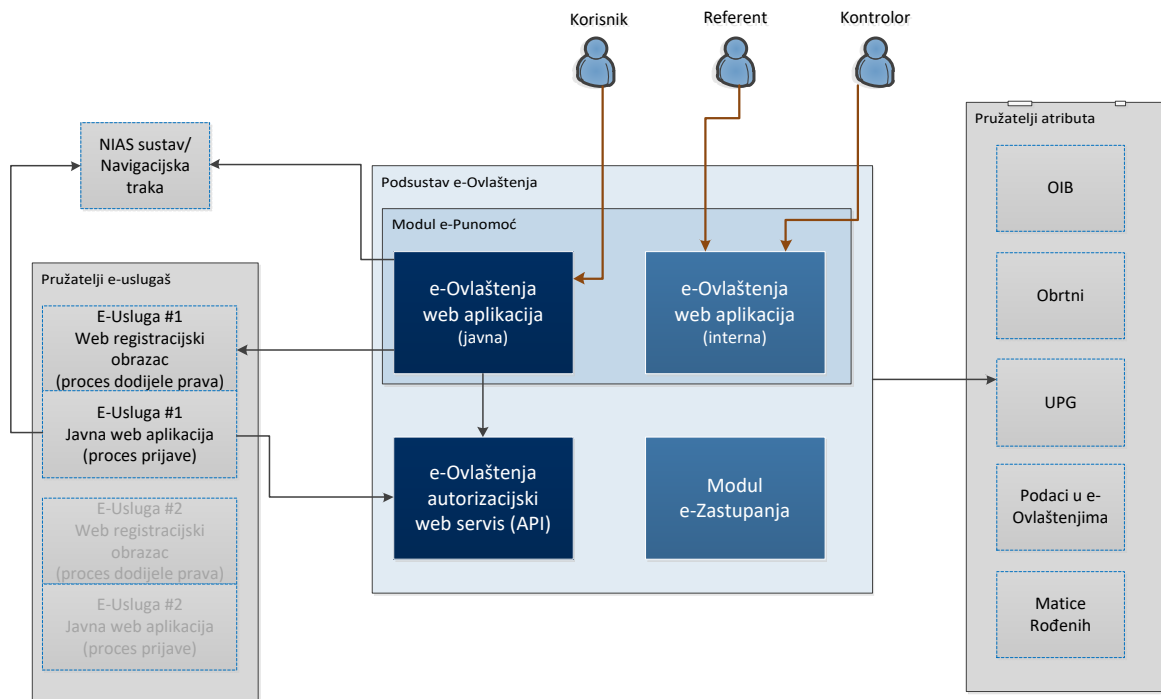 Korisnik
Referent
Kontrolor
NIAS sustav/
Navigacijska
traka
Pružatelji e-uslugaš
E-Usluga #1
Web registracijski
obrazac
(proces dodijele prava)
E-Usluga #1
Javna web aplikacija
(proces prijave)
E-Usluga #2
Web registracijski
obrazac
(proces dodijele prava)
E-Usluga #2
Javna web aplikacija
(proces prijave)
Podsustav e-Ovlaštenja
Modul e-Punomoć
e-Ovlaštenja
web aplikacija
(javna)
e-Ovlaštenja
web aplikacija
(interna)
e-Ovlaštenja
autorizacijski
web servis (API)
Modul
e-Zastupanja
Pružatelji atributa
OIB
Obrtni
UPG
Podaci u e-
Ovlaštenjima
Matice
Rođenih